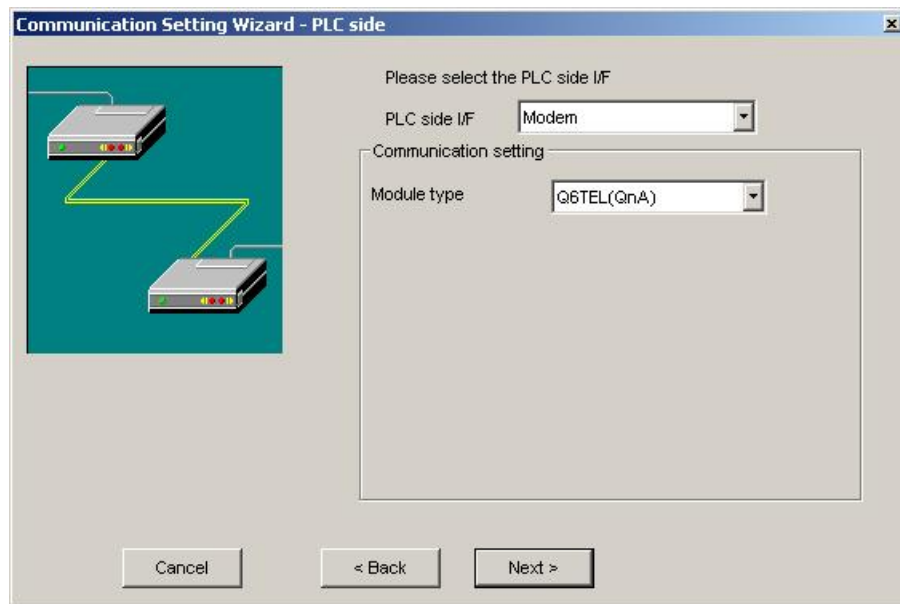 Communication Setting Wizard - PLC side
Please select the PLC side I/F
PLC side I/F Modem
Communication setting
Module type Q6TEL(QnA)
Cancel < Back Next >